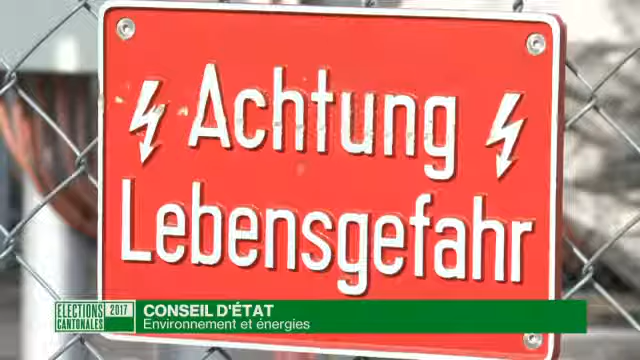 Achtung
Lebensgefahr
ELECTIONS 2017
CANTONALES
CONSEIL D'ÉTAT
Environnement et énergies